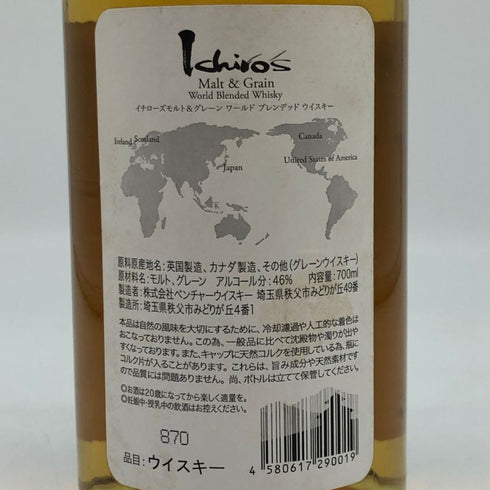 Ichiro's
Malt & Grain
World Blended Whisky
イチローズモルト&グレーン ワールド ブレンデッド ウイスキー
Ireland Scotland
Canada
Japan
United States of America
原料原産地名:英国製造、カナダ製造、その他(グレーンウイスキー)
原材料名:モルト、グレーン アルコール分:46% 内容量:700ml
製造者:株式会社ベンチャーウイスキー 埼玉県秩父市みどりが丘49番
製造所:埼玉県秩父市みどりが丘4番1
本品は自然の風味を大切にするために、冷却濾過や人工的な着色は
おこなっておりません。この為、一般品に比べて沈殿物や濁りが出や
すくなっております。また、キャップに天然コルクを使用している為、瓶に
コルク片が入ることがあります。これらは、旨み成分や天然素材です
ので品質には問題ありません。尚、ボトルは立てて保管してください。
●お酒は20歳になってから楽しく適量を。
●妊娠中・授乳中の飲酒はお控えください。
870
品目:ウイスキー
4 580617 290019